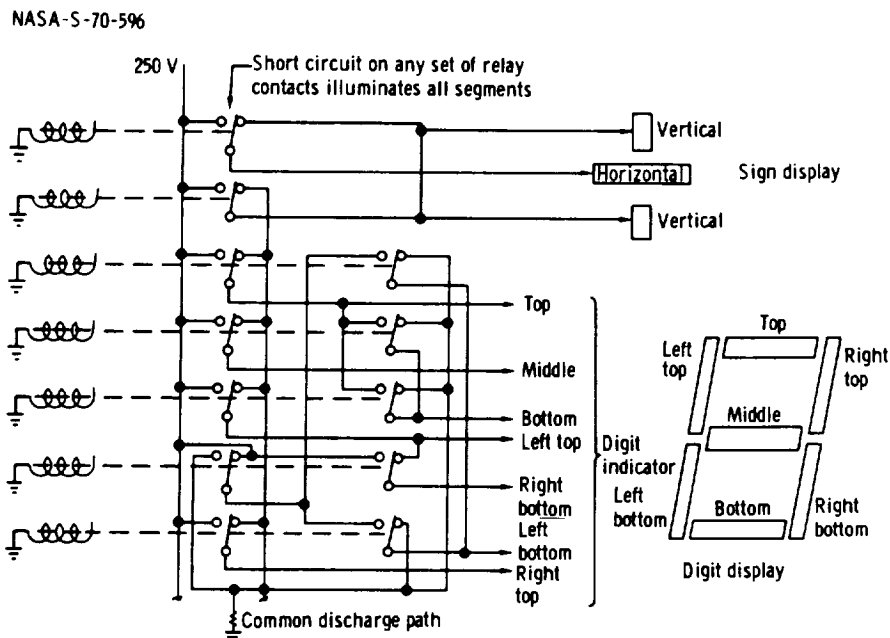 NASA-S-70-596
250 V
Short circuit on any set of relay
contacts illuminates all segments
Vertical
Horizontal
Sign display
Vertical
Top
Middle
Bottom
Left top
Right
bottom
Left
bottom
Right
top
Digit
indicator
Common discharge path
Top
Left
top
Right
top
Middle
Left
bottom
Bottom
Right
bottom
Digit display